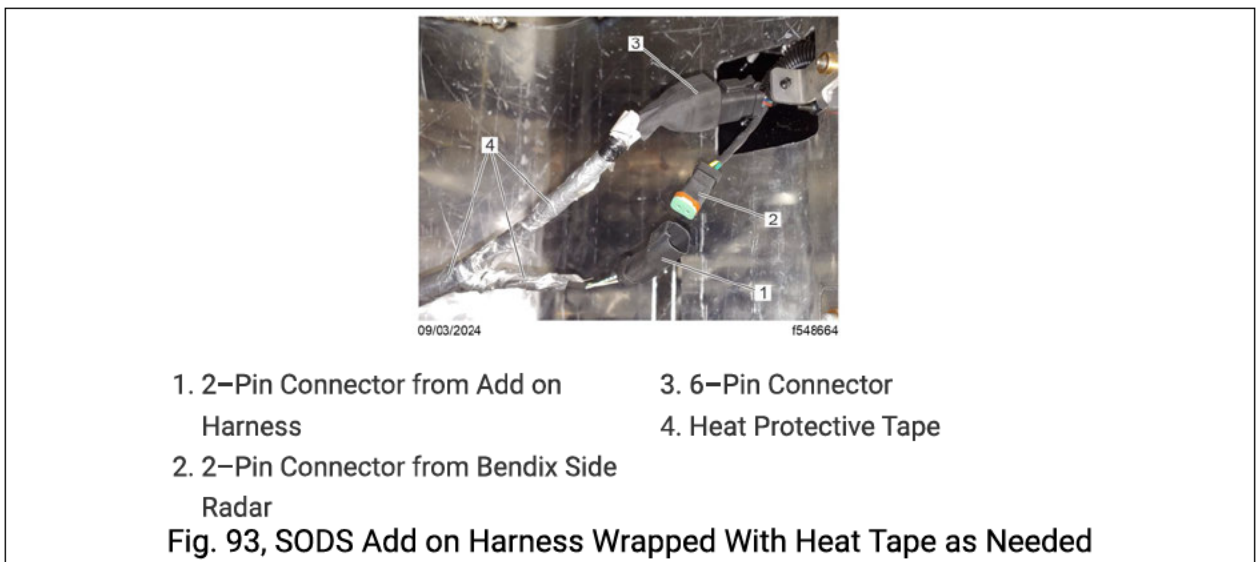 3
4
2
1
09/03/2024 f548664
1. 2–Pin Connector from Add on
Harness
2. 2–Pin Connector from Bendix Side
Radar
3. 6–Pin Connector
4. Heat Protective Tape
Fig. 93, SODS Add on Harness Wrapped With Heat Tape as Needed